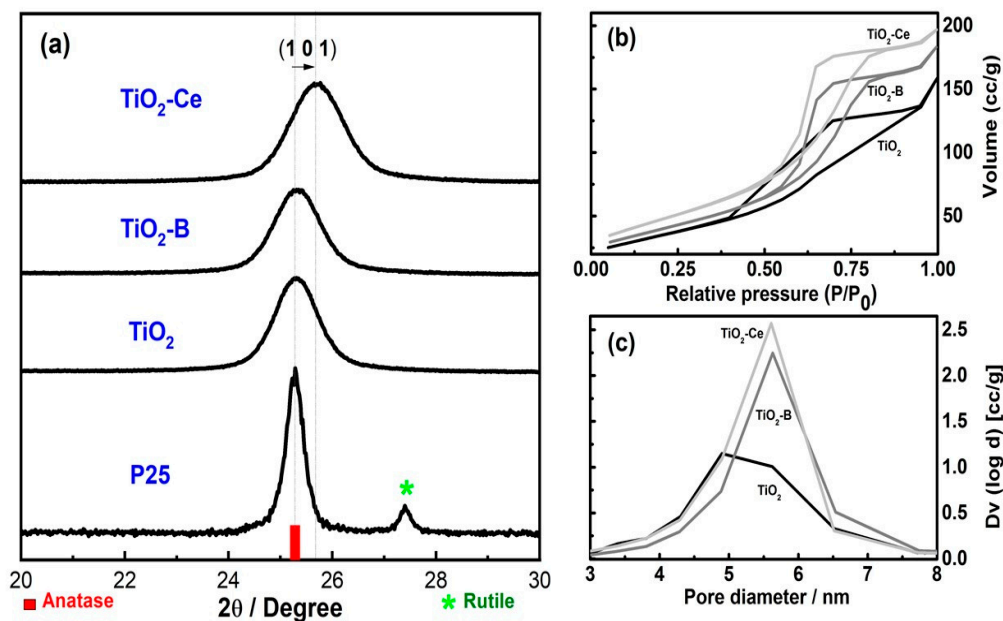 (a)
(1 0 1)
TiO2-Ce
TiO2-B
TiO2
P25
*
20 22 24 26 28 30
2θ / Degree
Anatase
* Rutile
(b)
TiO2-Ce
TiO2-B
TiO2
200
150
100
50
Volume (cc/g)
0.00 0.25 0.50 0.75 1.00
Relative pressure (P/P0)
(c)
TiO2-Ce
TiO2-B
TiO2
2.5
2.0
1.5
1.0
0.5
0.0
Dv (log d) [cc/g]
3 4 5 6 7 8
Pore diameter / nm